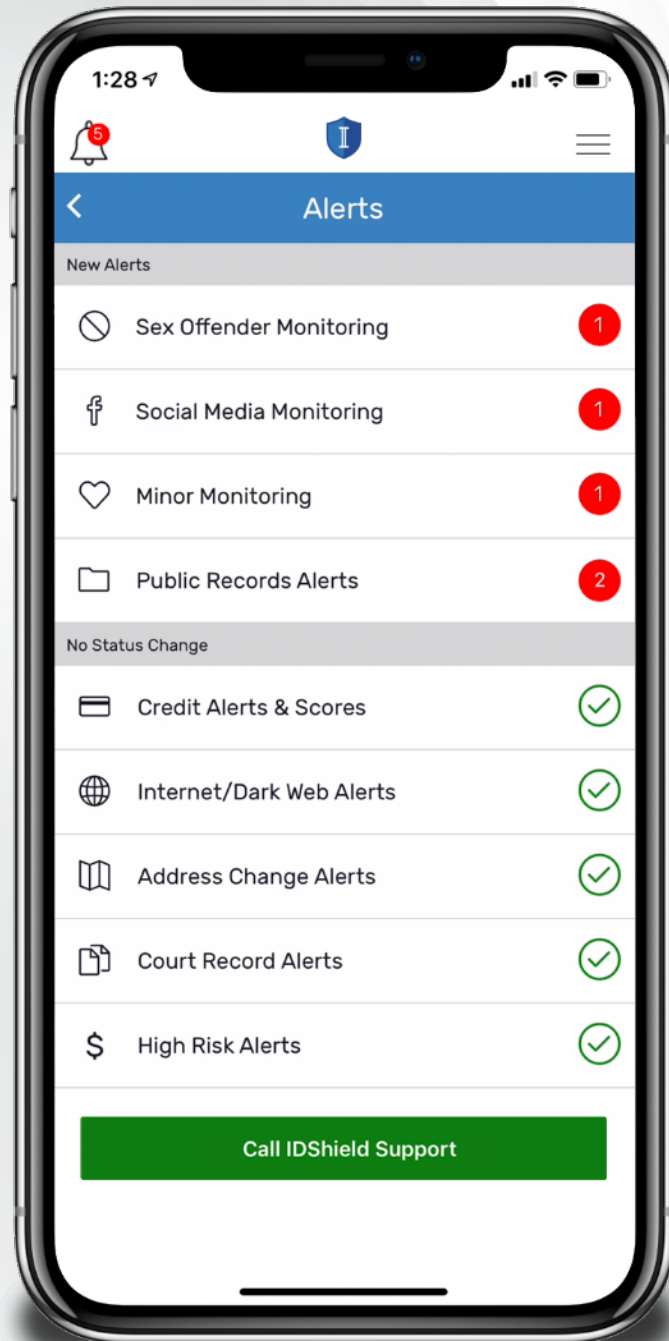 1:28
5
I
Alerts
New Alerts
Sex Offender Monitoring 1
Social Media Monitoring 1
Minor Monitoring 1
Public Records Alerts 2
No Status Change
Credit Alerts & Scores
Internet/Dark Web Alerts
Address Change Alerts
Court Record Alerts
$ High Risk Alerts
Call IDShield Support